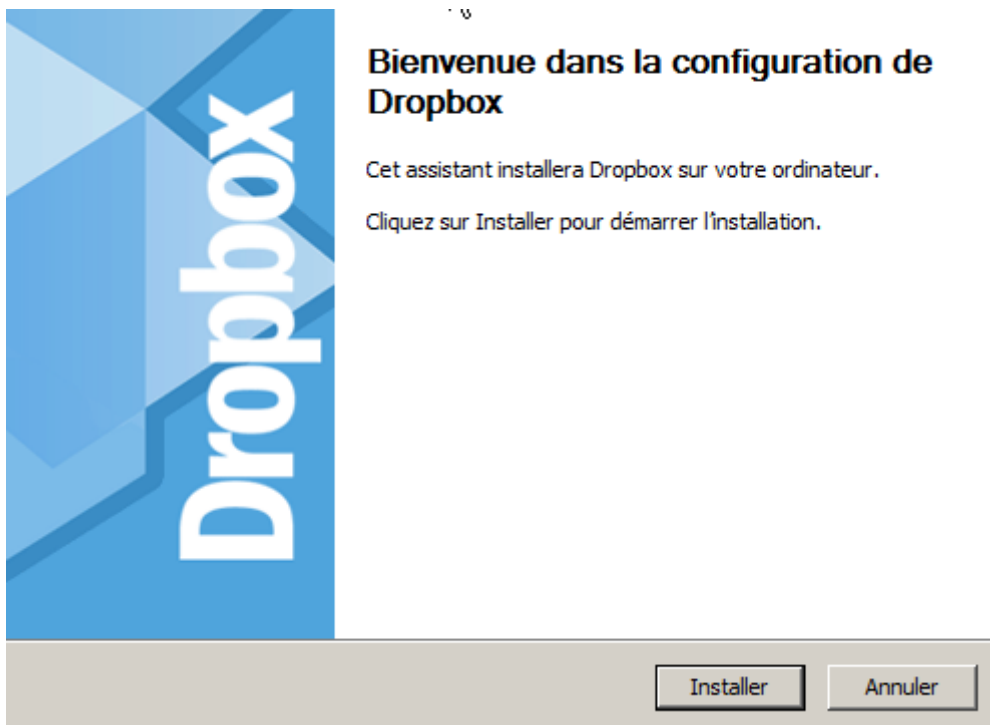 Dropbox
Bienvenue dans la configuration de
Dropbox
Cet assistant installera Dropbox sur votre ordinateur.
Cliquez sur Installer pour démarrer l'installation.
Installer
Annuler